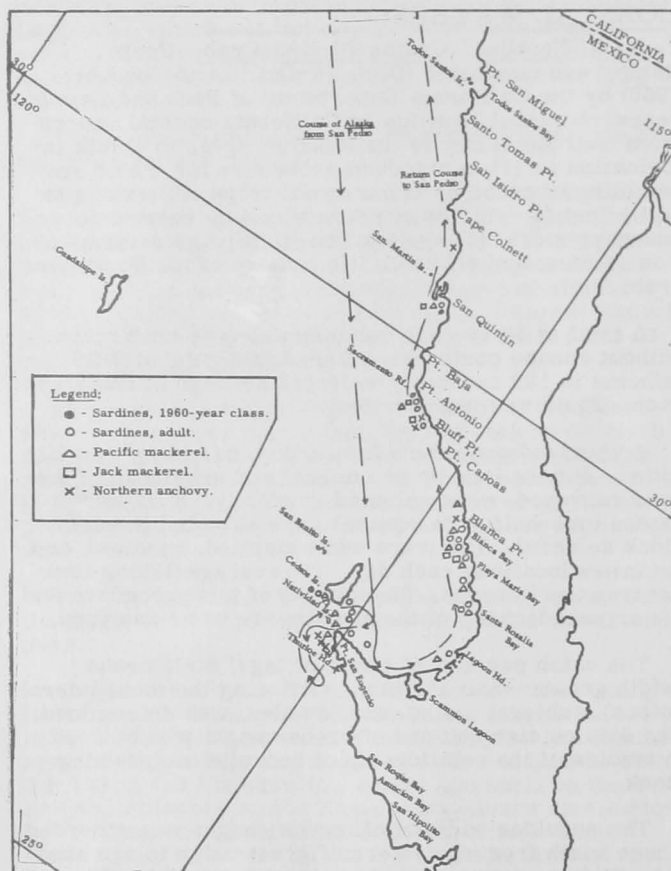 CALIFORNIA
MEXICO
300
1200
1150
Todos Santos Is.
Pt. San Miguel
Todos Santos Bay
Course of Alaska
from San Pedro
Santo Tomas Pt.
Return Course
to San Pedro
San Isidro Pt.
Cape Colnett
San Martin Is.
Guadalupe Is.
San Quintin
Pt. Baja
Sacramento Rf.
Pt. Antonio
Bluff Pt.
Pt. Canoas
300
Legend:
- Sardines, 1960-year class.
- Sardines, adult.
- Pacific mackerel.
- Jack mackerel.
- Northern anchovy.
Blanca Pt.
Blanca Bay
Playa Maria Bay
San Benito Is.
Cedros Is.
Natividad Is.
Santa Rosalia
Bay
Thurloe Hd.
Pt. San Eugenio
Lagoon Hd.
Scammon Lagoon
San Roque Bay
Asuncion Bay
San Hipolito
Bay
250